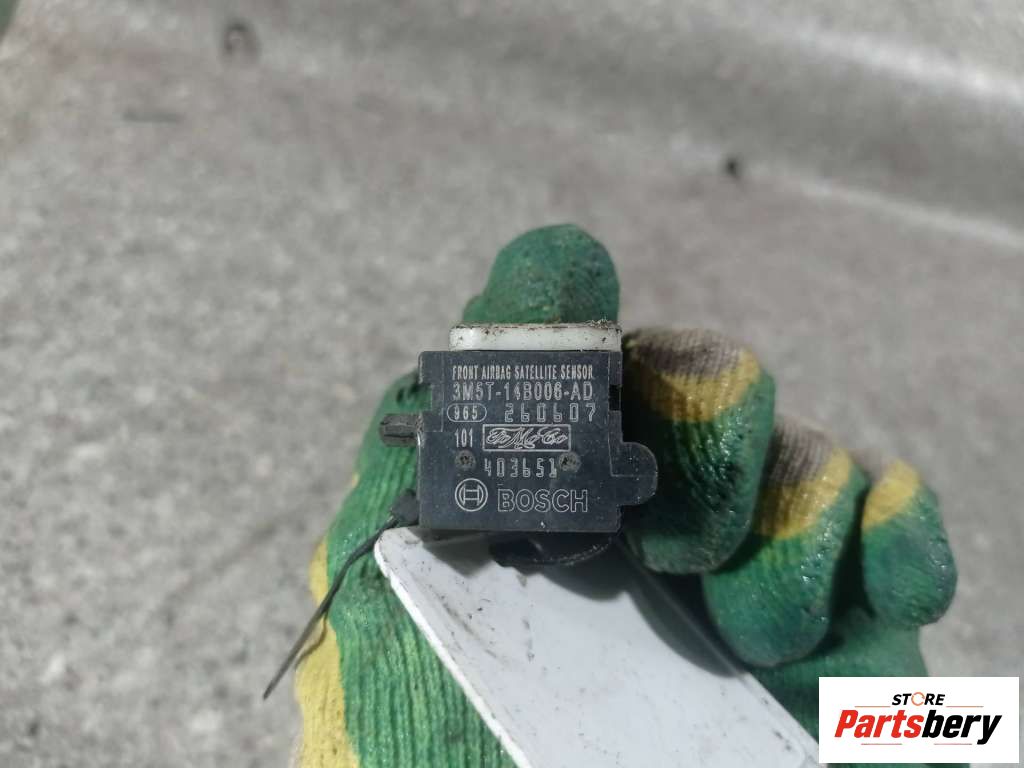 FRONT AIRBAG SATELLITE SENSOR
3M5T-14B006-AD
965 260607
101 FoMoCo
403651
BOSCH
STORE
Partsbery